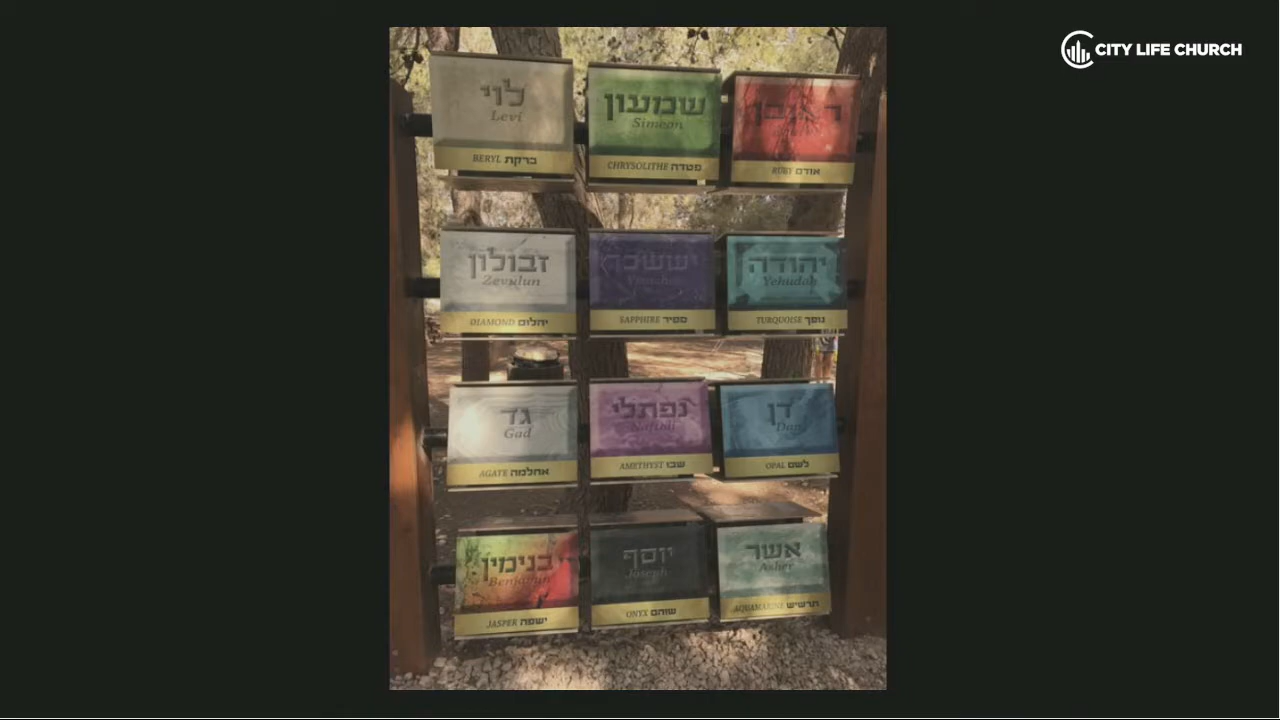 CITY LIFE CHURCH
לוי
Levi
BERYL ברקת
שמעון
Simeon
CHRYSOLITHE פטדה
RUBY אודם
זבולון
Zevulun
DIAMOND יהלום
יששכר
SAPPHIRE ספיר
יהודה
Yehudah
TURQUOISE נופך
גד
Gad
AGATE אחלמה
נפתלי
Naftali
AMETHYST שבו
דן
Dan
OPAL לשם
בנימין
Benjamin
JASPER ישפה
יוסף
Joseph
ONYX שוהם
אשר
Asher
AQUAMARINE תרשיש